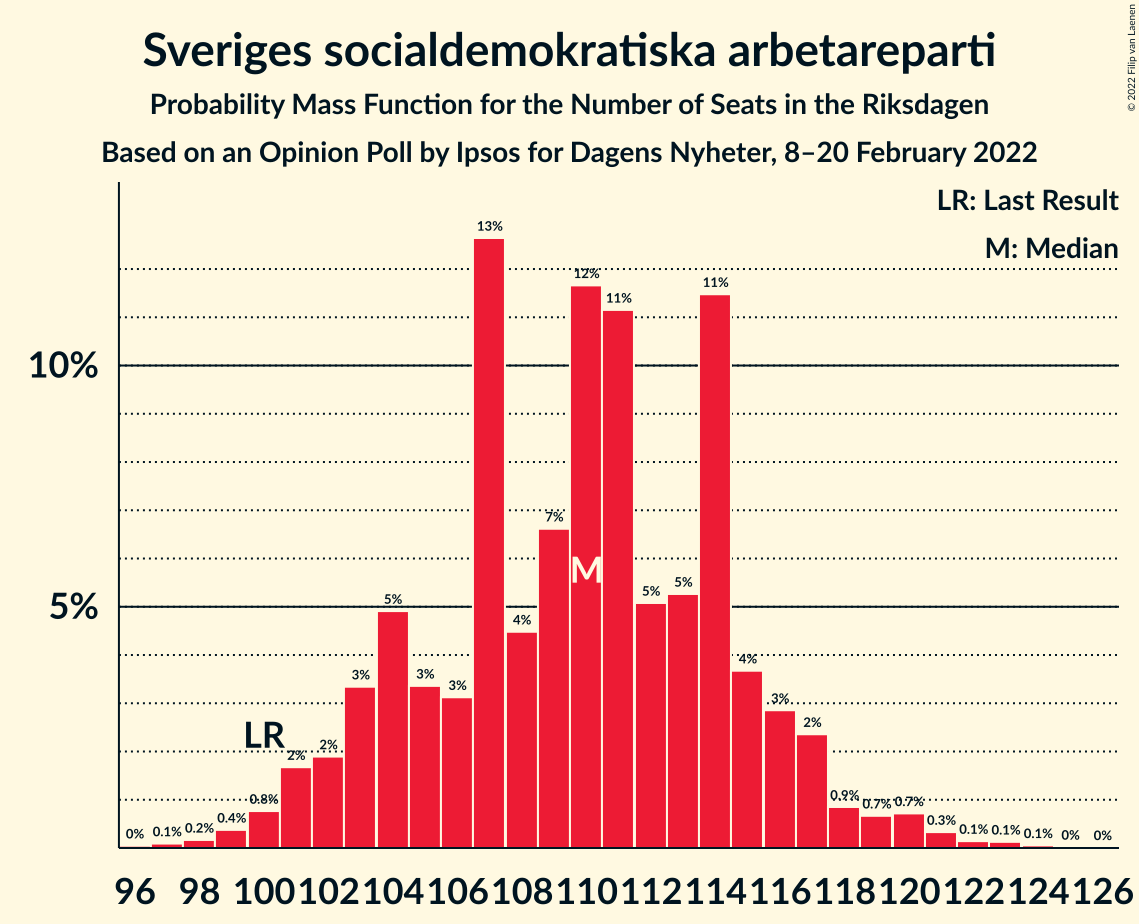 Sveriges socialdemokratiska arbetareparti
Probability Mass Function for the Number of Seats in the Riksdagen
Based on an Opinion Poll by Ipsos for Dagens Nyheter, 8–20 February 2022
© 2022 Filip van Laenen
LR: Last Result
M: Median
10%
5%
0% 0.1% 0.2% 0.4% 0.8% 2% 2% 3% 5% 3% 3% 13% 4% 7% 12% 11% 5% 5% 11% 4% 3% 2% 0.9% 0.7% 0.7% 0.3% 0.1% 0.1% 0.1% 0% 0%
LR
M
96 98 100 102 104 106 108 110 112 114 116 118 120 122 124 126